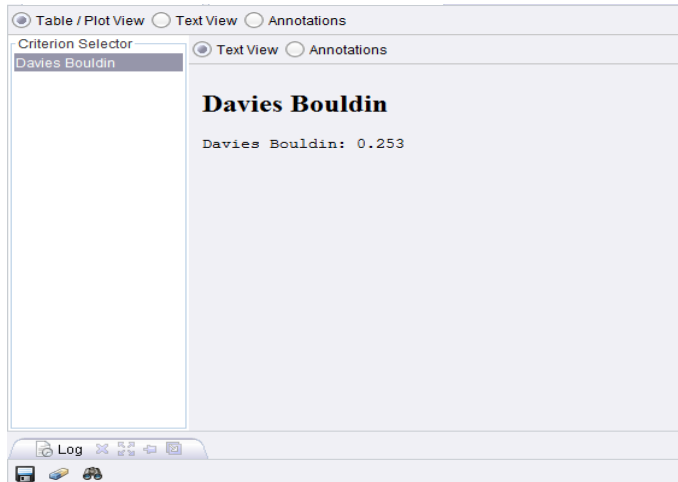 Table / Plot View Text View Annotations
Criterion Selector
Davies Bouldin
Text View Annotations
Davies Bouldin
Davies Bouldin: 0.253
Log